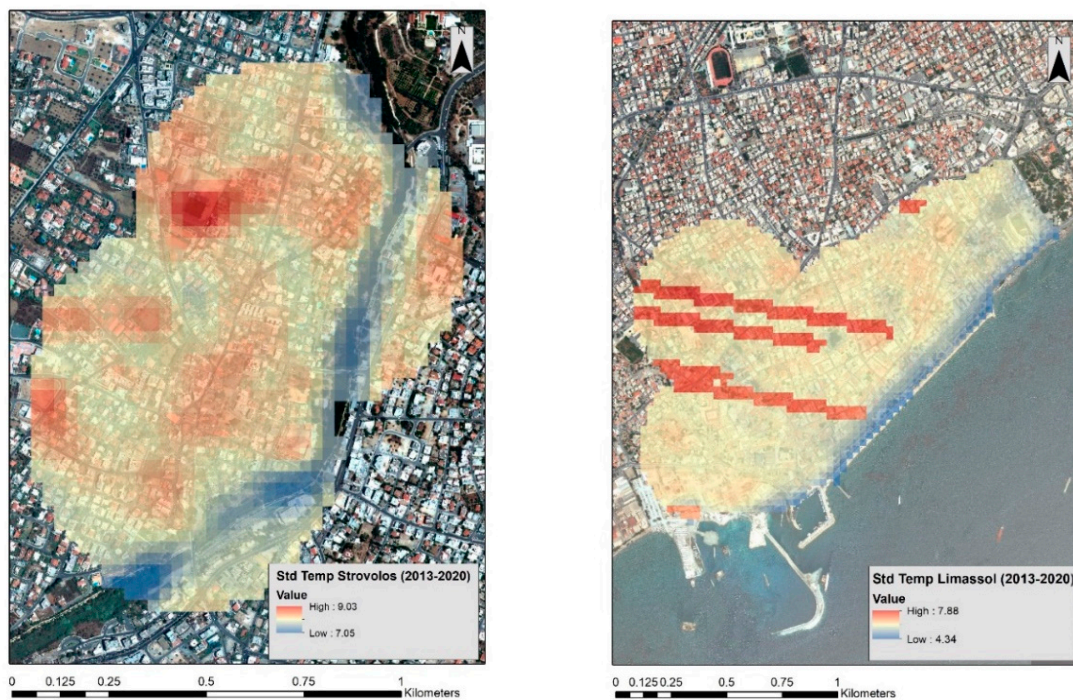 N
Std Temp Strovolos (2013-2020)
Value
High : 9.03
Low : 7.05
0 0.125 0.25 0.5 0.75 1
Kilometers
N
Std Temp Limassol (2013-2020)
Value
High : 7.88
Low : 4.34
0 0.125 0.25 0.5 0.75 1
Kilometers